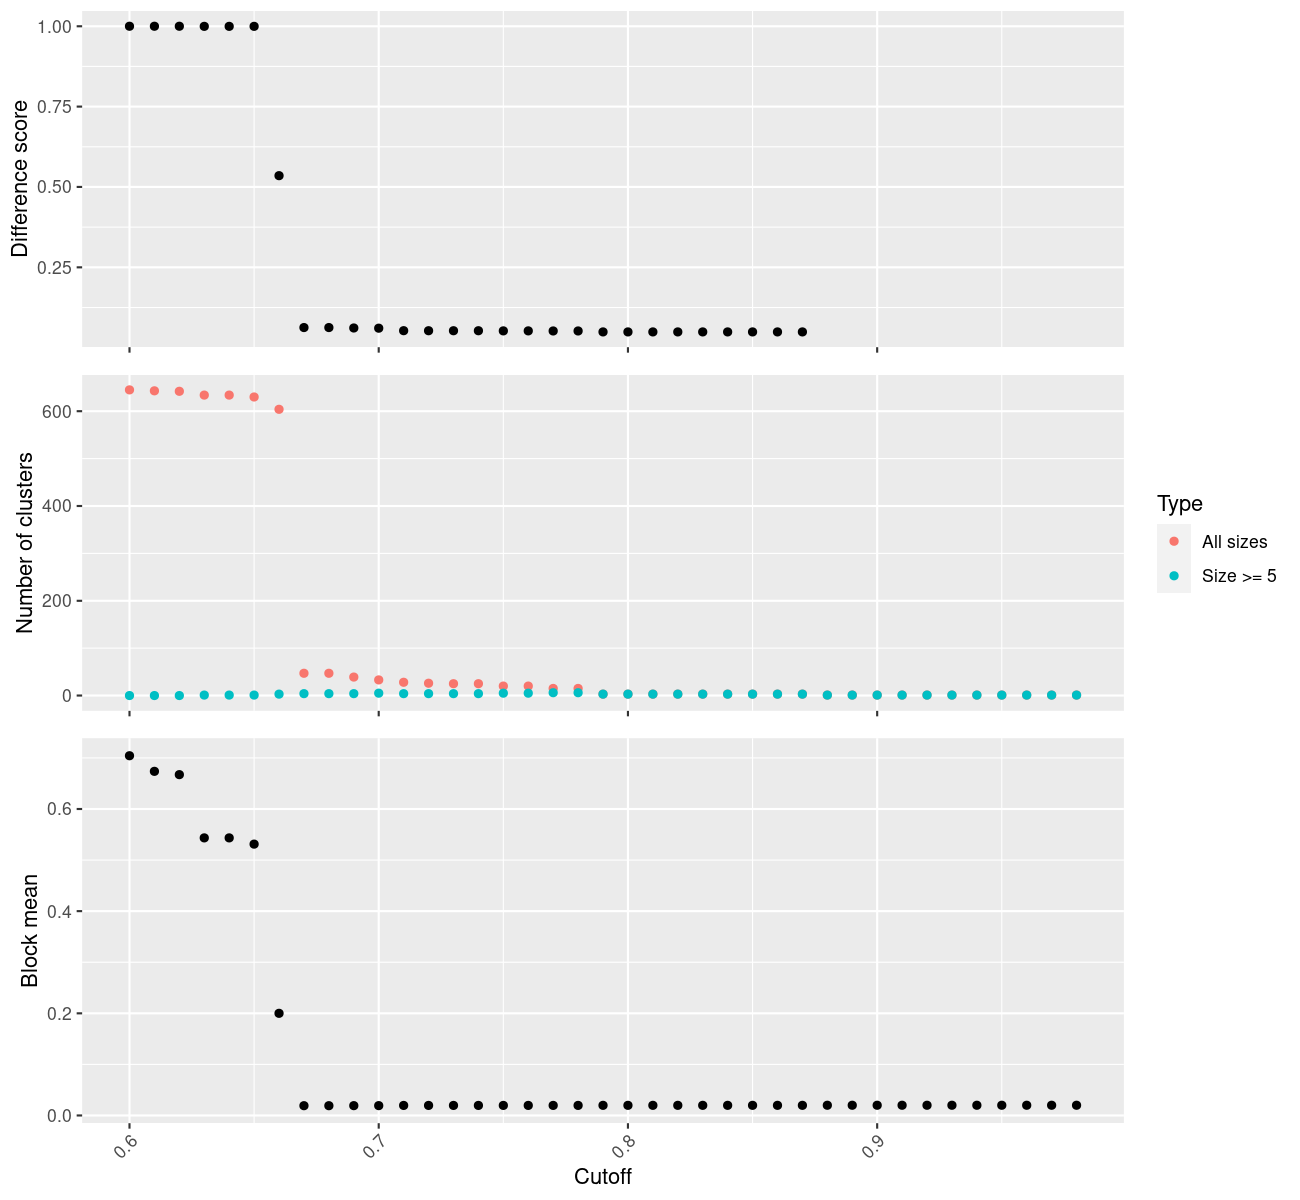 1.00
0.75
0.50
0.25
Difference score
600
400
200
0
Number of clusters
Type
All sizes
Size >= 5
0.6
0.4
0.2
0.0
Block mean
0.6 0.7 0.8 0.9
Cutoff